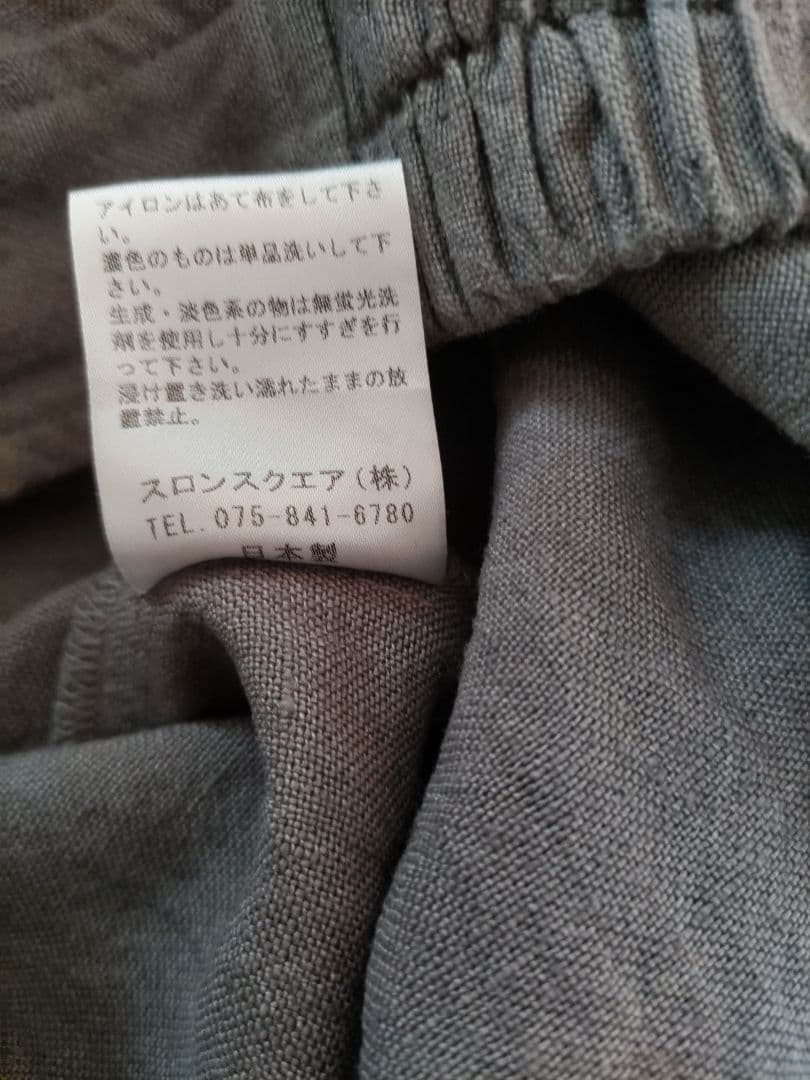 アイロンはあて布をして下さ
い。
濃色のものは単品洗いして下
さい。
生成・淡色系の物は無蛍光洗
剤を使用し十分にすすぎを行
って下さい。
浸け置き洗い濡れたままの放
置禁止。
スロンスクエア(株)
TEL. 075-841-6780
日本製